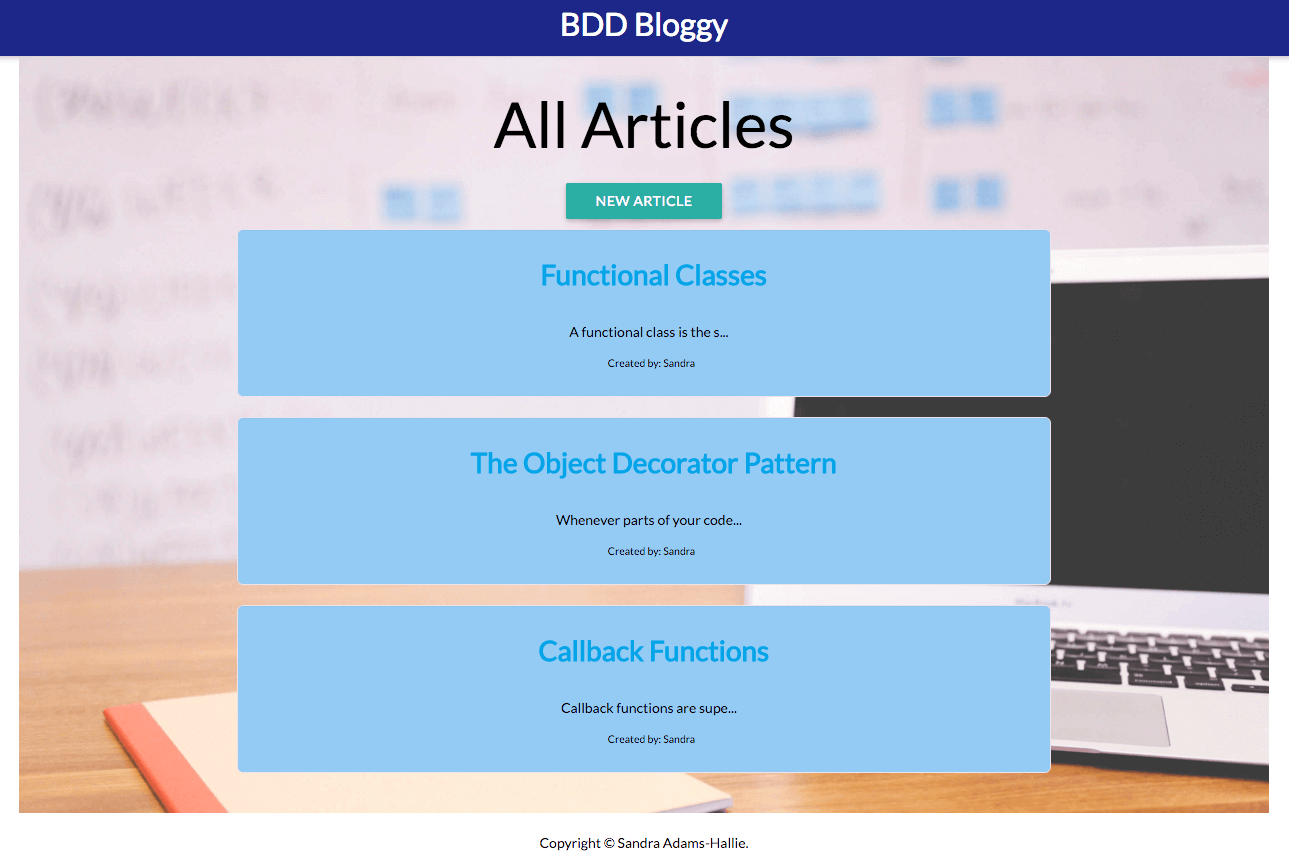 BDD Bloggy
All Articles
NEW ARTICLE
Functional Classes
A functional class is the s...
Created by: Sandra
The Object Decorator Pattern
Whenever parts of your code...
Created by: Sandra
Callback Functions
Callback functions are supe...
Created by: Sandra
Copyright © Sandra Adams-Hallie.